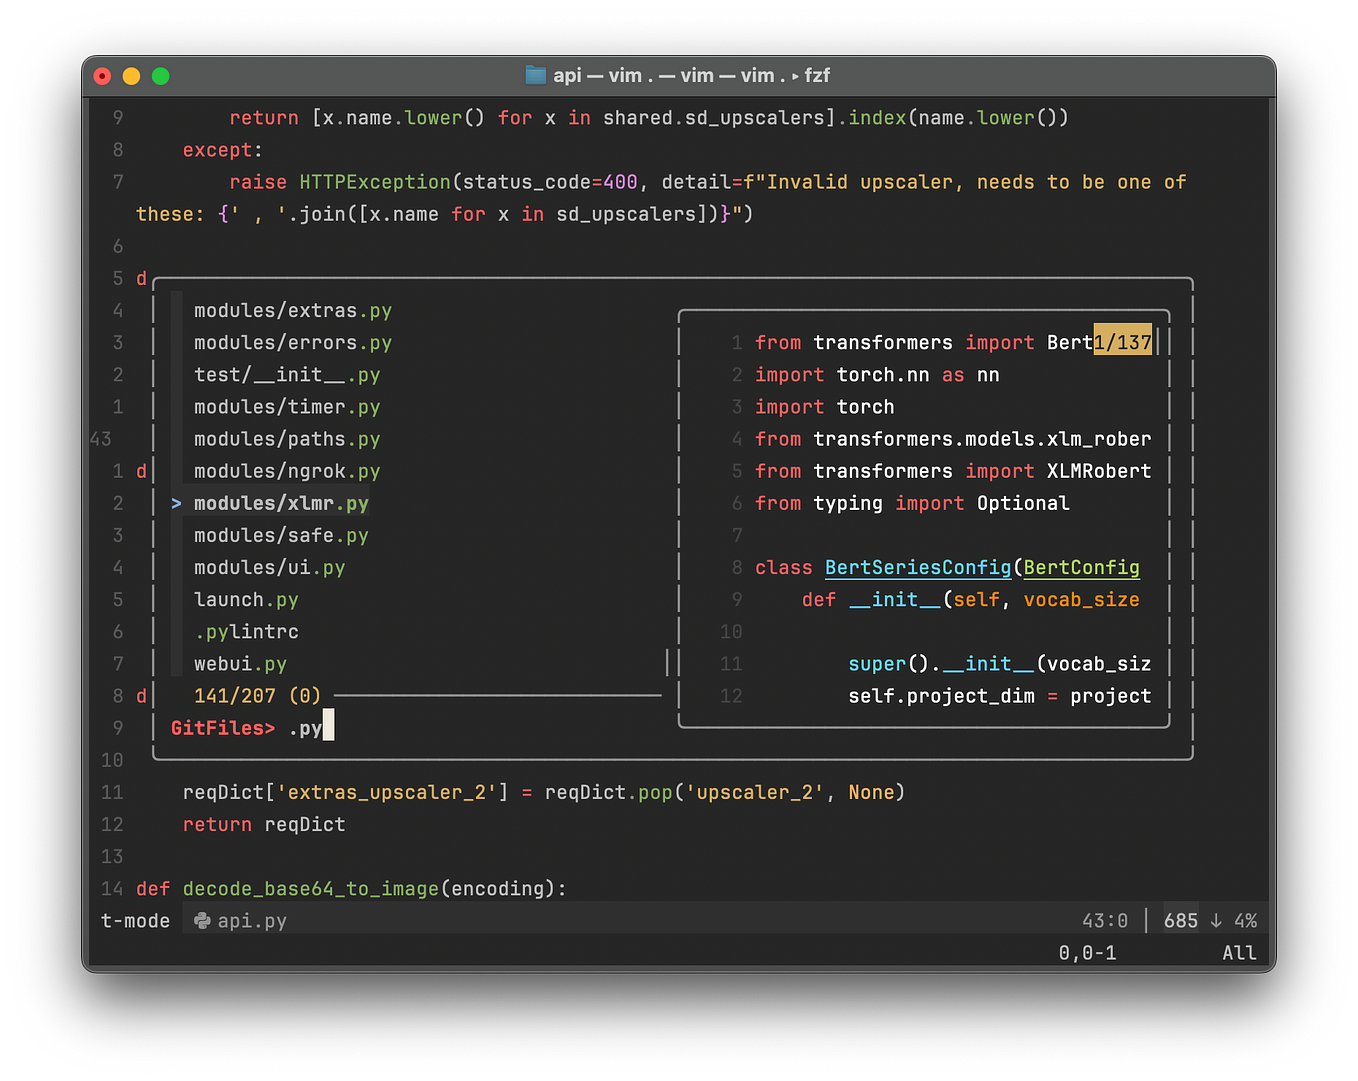 api — vim . — vim — vim . ▸ fzf
9 return [x.name.lower() for x in shared.sd_upscalers].index(name.lower())
8 except:
7 raise HTTPException(status_code=400, detail=f"Invalid upscaler, needs to be one of
these: {' , '.join([x.name for x in sd_upscalers])}")
6
5 d
4 modules/extras.py
3 modules/errors.py 1 from transformers import Bert1/137
2 test/__init__.py 2 import torch.nn as nn
1 modules/timer.py 3 import torch
43 modules/paths.py 4 from transformers.models.xlm_rober
1 d modules/ngrok.py 5 from transformers import XLMRobert
2 > modules/xlmr.py 6 from typing import Optional
3 modules/safe.py 7
4 modules/ui.py 8 class BertSeriesConfig(BertConfig
5 launch.py 9 def __init__(self, vocab_size
6 .pylintrc 10
7 webui.py 11 super().__init__(vocab_siz
8 d 141/207 (0) 12 self.project_dim = project
9 GitFiles> .py
10
11 reqDict['extras_upscaler_2'] = reqDict.pop('upscaler_2', None)
12 return reqDict
13
14 def decode_base64_to_image(encoding):
t-mode api.py 43:0 | 685 ↓ 4%
0,0-1 All